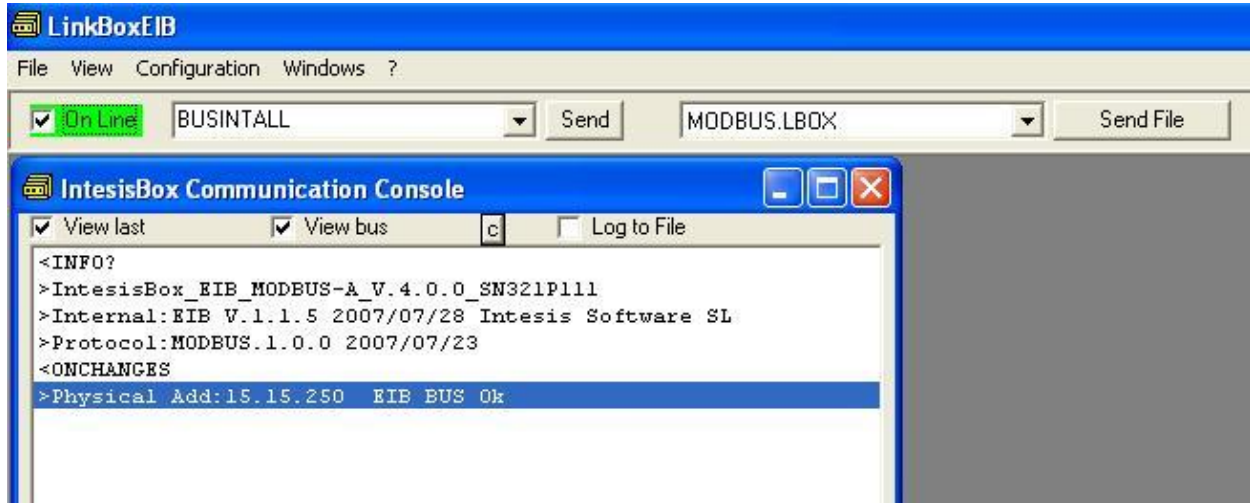 LinkBoxEIB
File View Configuration Windows ?
On Line BUSINTALL Send MODBUS.LBOX Send File
IntesisBox Communication Console
View last View bus c Log to File
<INFO?
>IntesisBox_EIB_MODBUS-A_V.4.0.0_SN321P111
>Internal:EIB V.1.1.5 2007/07/28 Intesis Software SL
>Protocol:MODBUS.1.0.0 2007/07/23
<ONCHANGES
>Physical Add:15.15.250 EIB BUS Ok